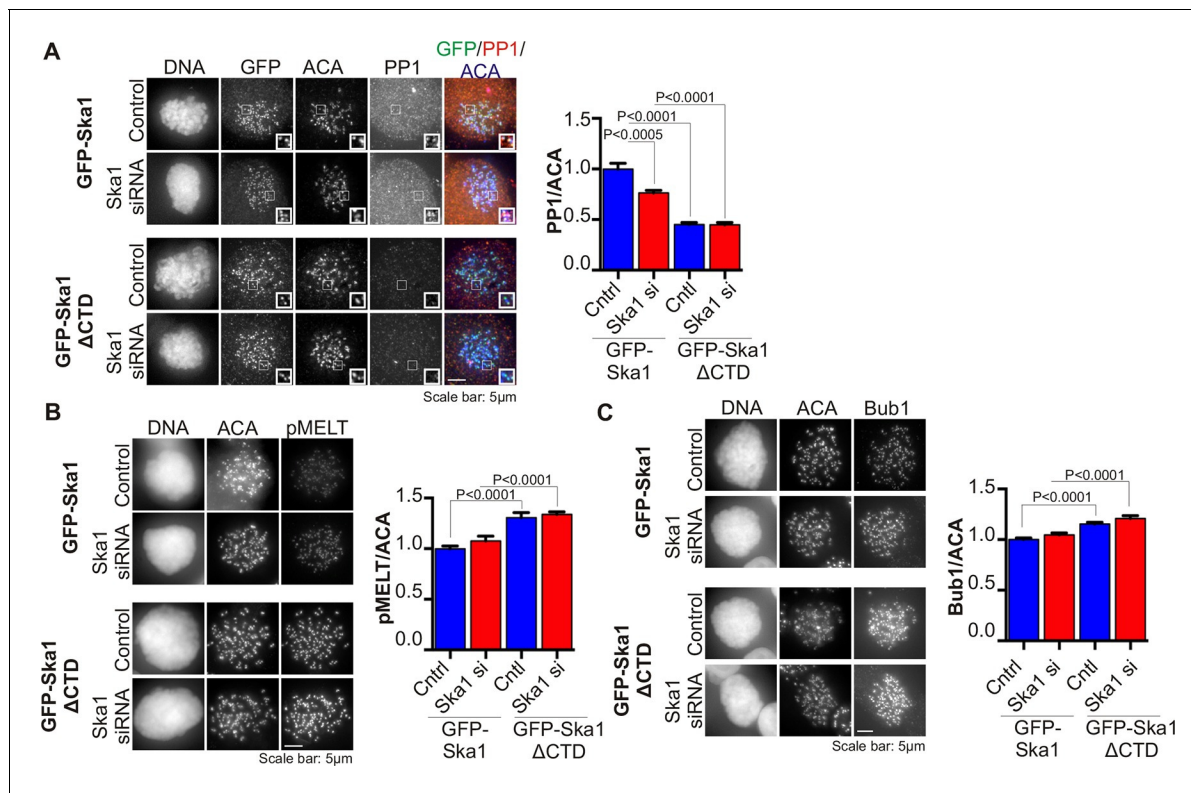 A
GFP/PP1/
DNA GFP ACA PP1 ACA
GFP-Ska1
Control
Ska1
siRNA
GFP-Ska1
ΔCTD
Control
Ska1
siRNA
Scale bar: 5µm
PP1/ACA
1.5
1.0
0.5
0.0
P<0.0001
P<0.0001
P<0.0005
Cntrl
Ska1 si
Cntl
Ska1 si
GFP-
Ska1
GFP-Ska1
ΔCTD
B
DNA ACA pMELT
GFP-Ska1
Control
Ska1
siRNA
GFP-Ska1
ΔCTD
Control
Ska1
siRNA
Scale bar: 5µm
pMELT/ACA
1.5
1.0
0.5
0.0
P<0.0001
P<0.0001
Cntrl
Ska1 si
Cntl
Ska1 si
GFP-
Ska1
GFP-Ska1
ΔCTD
C
DNA ACA Bub1
GFP-Ska1
Control
Ska1
siRNA
GFP-Ska1
ΔCTD
Control
Ska1
siRNA
Scale bar: 5µm
Bub1/ACA
1.5
1.0
0.5
0.0
P<0.0001
P<0.0001
Cntrl
Ska1 si
Cntl
Ska1 si
GFP-
Ska1
GFP-Ska1
ΔCTD